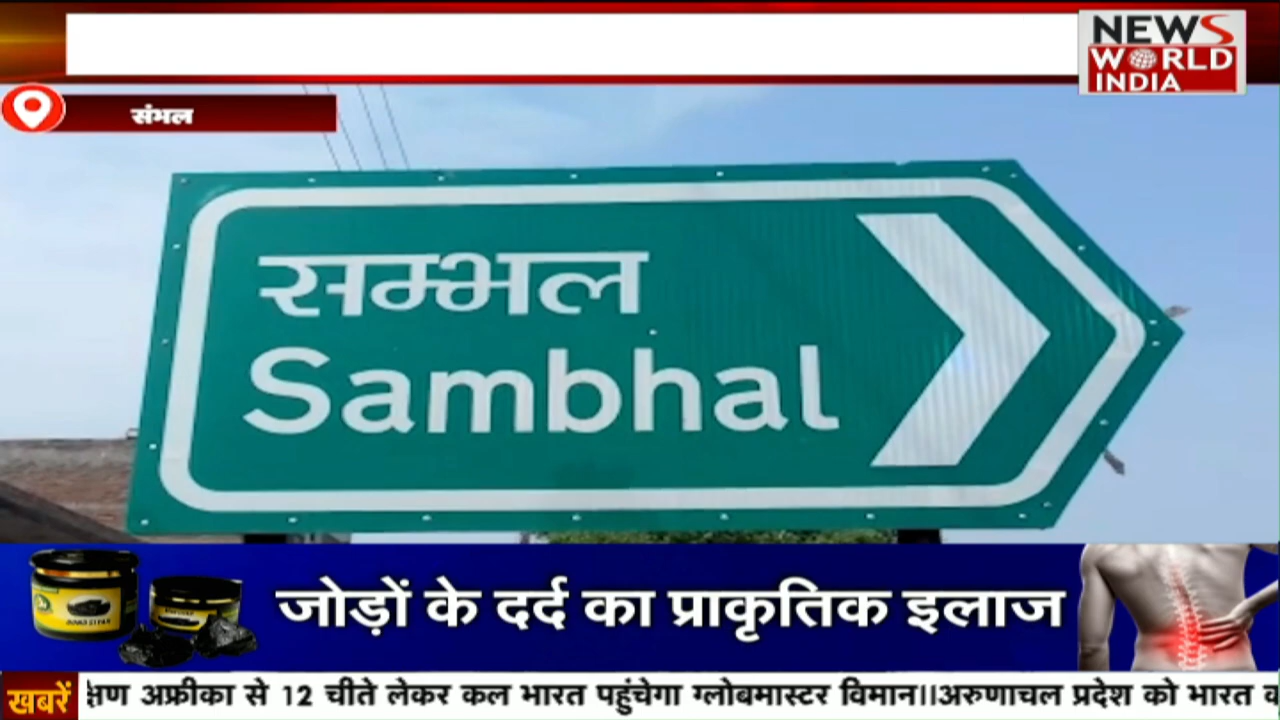 NEWS
WORLD
INDIA
संभल
सम्भल
Sambhal
जोड़ों के दर्द का प्राकृतिक इलाज
खबरें
अफ्रीका से 12 चीते लेकर कल भारत पहुंचेगा ग्लोबमास्टर विमान।।अरुणाचल प्रदेश को भारत